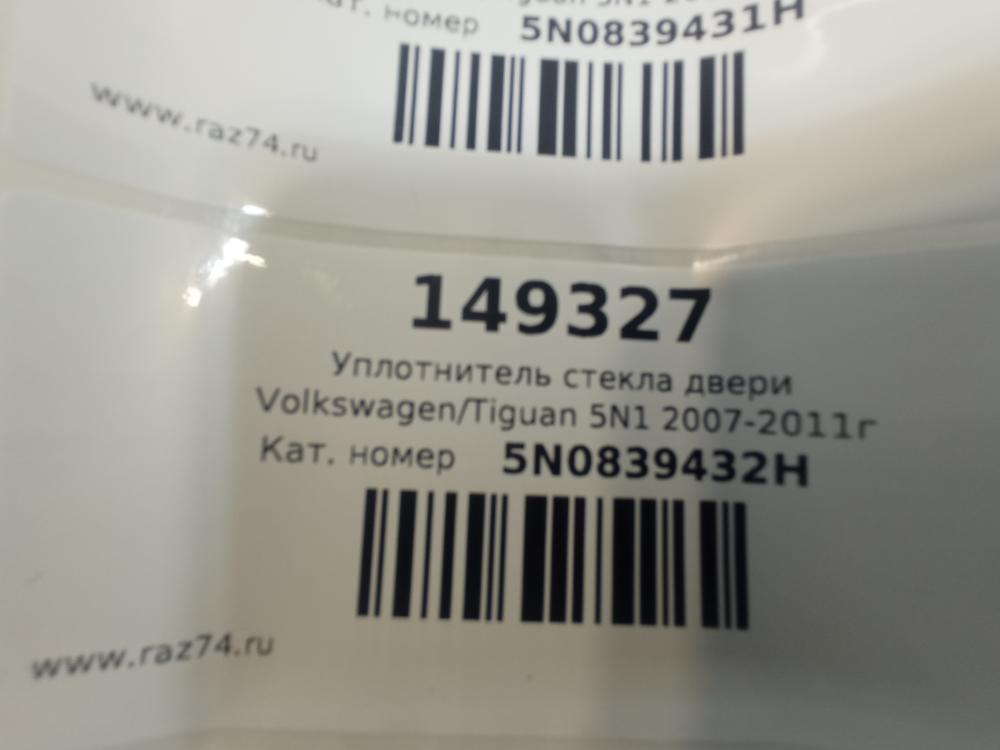 Кат. номер 5N0839431H
www.raz74.ru
149327
Уплотнитель стекла двери
Volkswagen/Tiguan 5N1 2007-2011г
Кат. номер 5N0839432H
www.raz74.ru